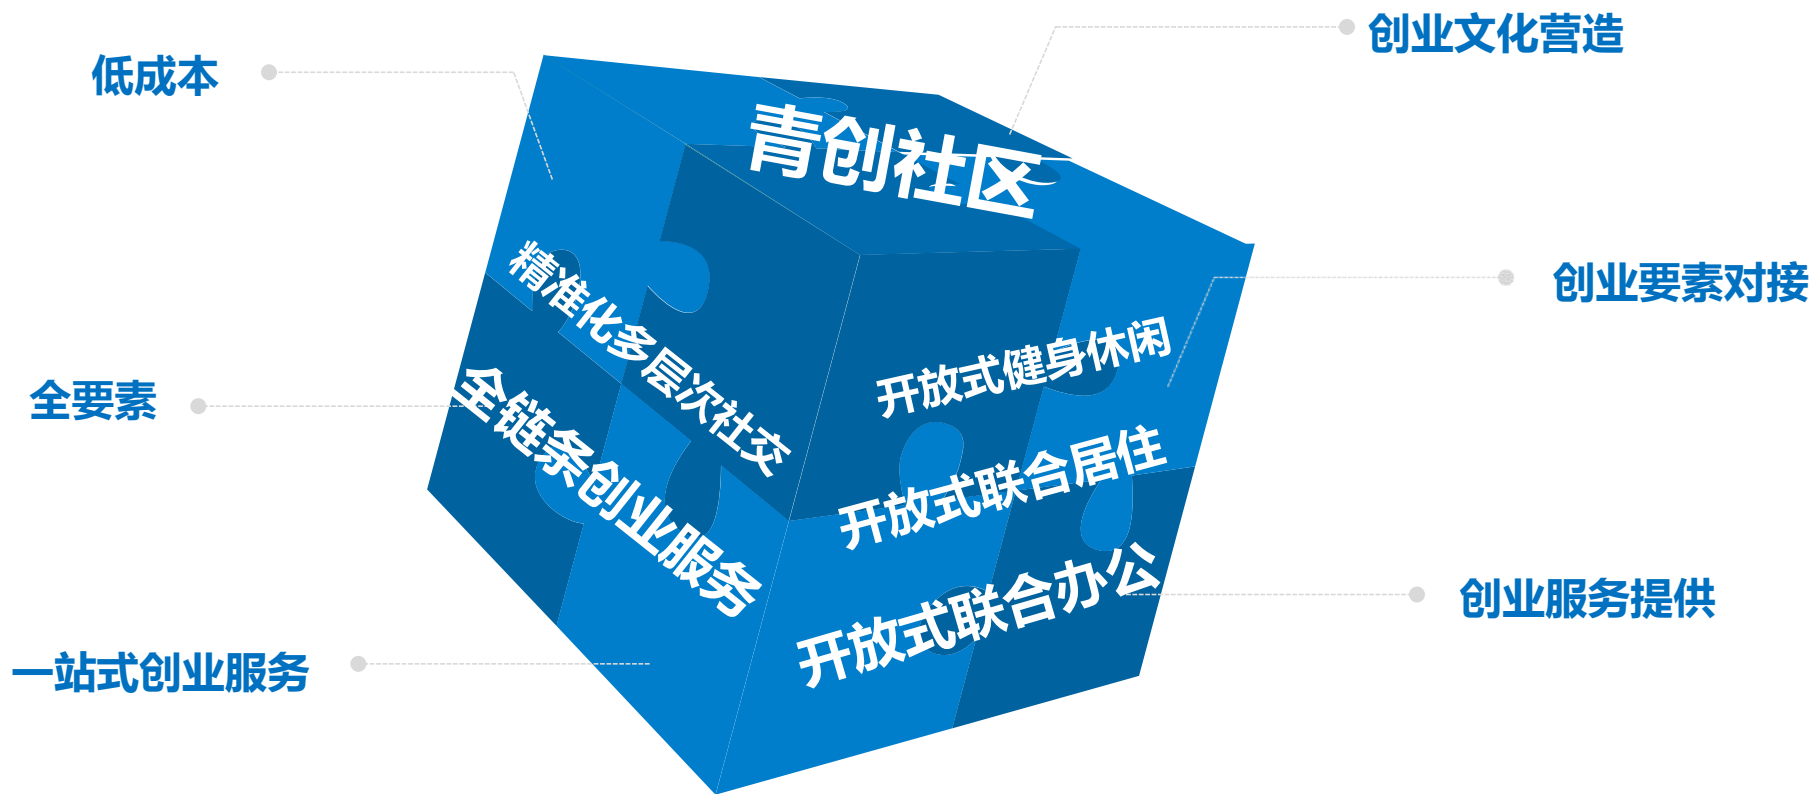 创业文化营造
低成本
青创社区
创业要素对接
精准化多层次社交
开放式健身休闲
全要素
全链条创业服务
开放式联合居住
开放式联合办公
创业服务提供
一站式创业服务